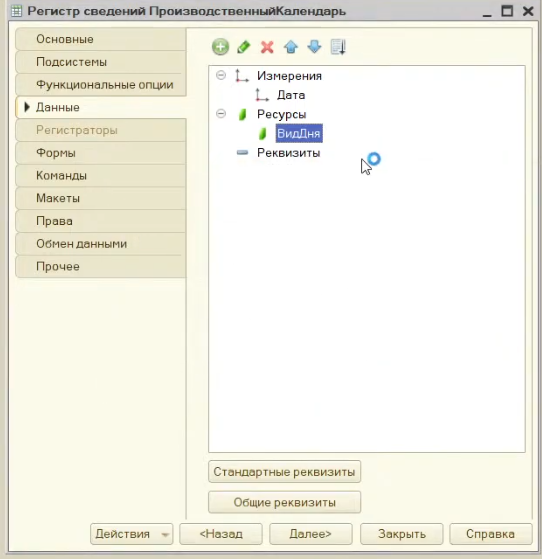 Регистр сведений ПроизводственныйКалендарь
Основные
Подсистемы
Функциональные опции
Данные
Регистраторы
Формы
Команды
Макеты
Права
Обмен данными
Прочее
Измерения
Дата
Ресурсы
ВидДня
Реквизиты
Стандартные реквизиты
Общие реквизиты
Действия
<Назад
Далее>
Закрыть
Справка